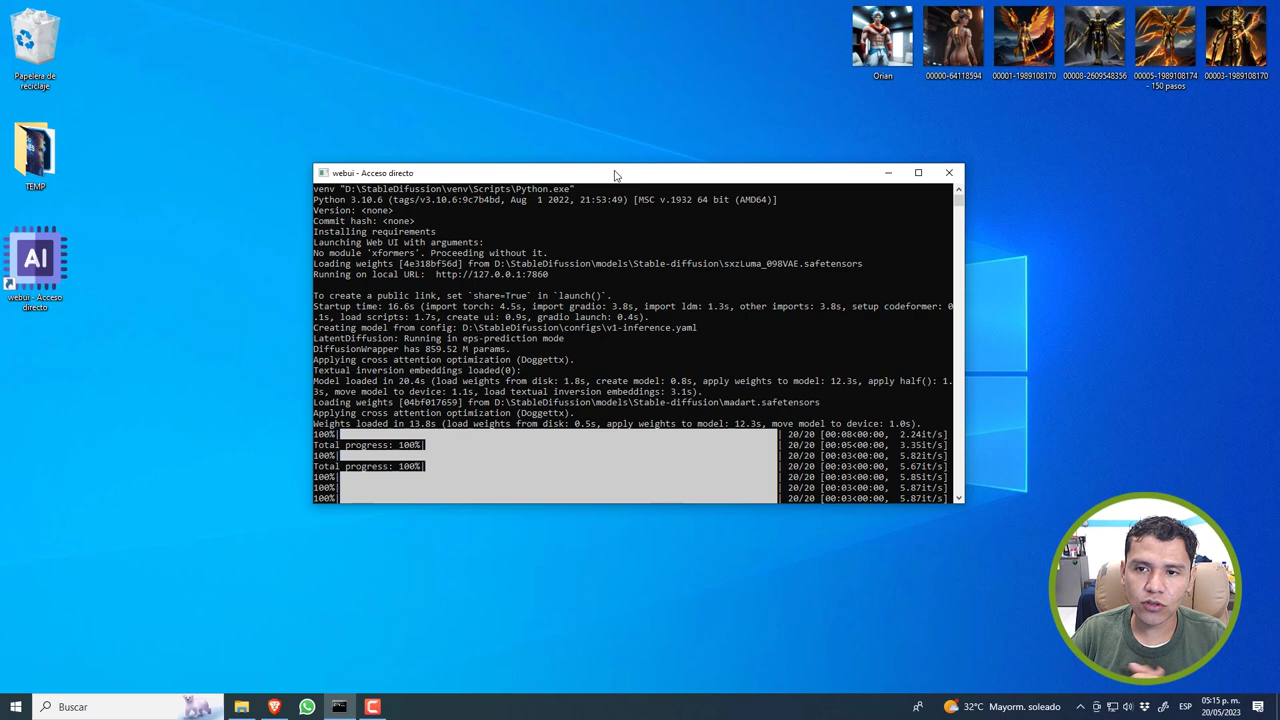 Papelera de
reciclaje
TEMP
webui - Acceso
directo
Orian
00000-64118594
00001-1989108170
00008-2609548356
00005-1989108174
- 150 pasos
00003-1989108170
webui - Acceso directo
venv "D:\StableDifussion\venv\Scripts\Python.exe"
Python 3.10.6 (tags/v3.10.6:9c7b4bd, Aug  1 2022, 21:53:49) [MSC v.1932 64 bit (AMD64)]
Version: <none>
Commit hash: <none>
Installing requirements
Launching Web UI with arguments:
No module 'xformers'. Proceeding without it.
Loading weights [4e318bf56d] from D:\StableDifussion\models\Stable-diffusion\sxzLuma_098VAE.safetensors
Running on local URL:  http://127.0.0.1:7860
To create a public link, set `share=True` in `launch()`.
Startup time: 16.6s (import torch: 4.5s, import gradio: 3.8s, import ldm: 1.3s, other imports: 3.8s, setup codeformer: 0
.1s, load scripts: 1.7s, create ui: 0.9s, gradio launch: 0.4s).
Creating model from config: D:\StableDifussion\configs\v1-inference.yaml
LatentDiffusion: Running in eps-prediction mode
DiffusionWrapper has 859.52 M params.
Applying cross attention optimization (Doggettx).
Textual inversion embeddings loaded(0):
Model loaded in 20.4s (load weights from disk: 1.8s, create model: 0.8s, apply weights to model: 12.3s, apply half(): 1.
3s, move model to device: 1.1s, load textual inversion embeddings: 3.1s).
Loading weights [04bf017659] from D:\StableDifussion\models\Stable-diffusion\madart.safetensors
Applying cross attention optimization (Doggettx).
Weights loaded in 13.8s (load weights from disk: 0.5s, apply weights to model: 12.3s, move model to device: 1.0s).
100%| | 20/20 [00:08<00:00,  2.24it/s]
Total progress: 100%| | 20/20 [00:05<00:00,  3.35it/s]
100%| | 20/20 [00:03<00:00,  5.82it/s]
Total progress: 100%| | 20/20 [00:03<00:00,  5.67it/s]
100%| | 20/20 [00:03<00:00,  5.85it/s]
100%| | 20/20 [00:03<00:00,  5.87it/s]
100%| | 20/20 [00:03<00:00,  5.87it/s]
AI
Buscar
32°C Mayorm. soleado
ESP
05:15 p. m.
20/05/2023